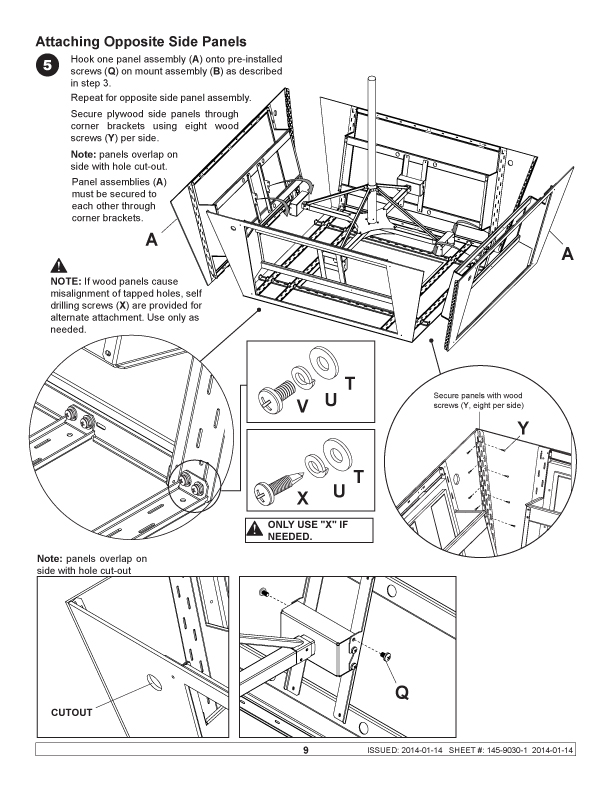 Attaching Opposite Side Panels
5
Hook one panel assembly (A) onto pre-installed
screws (Q) on mount assembly (B) as described
in step 3.
Repeat for opposite side panel assembly.
Secure plywood side panels through
corner brackets using eight wood
screws (Y) per side.
Note: panels overlap on
side with hole cut-out.
Panel assemblies (A)
must be secured to
each other through
corner brackets.
A
A
NOTE: If wood panels cause
misalignment of tapped holes, self
drilling screws (X) are provided for
alternate attachment. Use only as
needed.
V U T
X U T
ONLY USE "X" IF
NEEDED.
Secure panels with wood
screws (Y, eight per side)
Y
Note: panels overlap on
side with hole cut-out
CUTOUT
Q
9
ISSUED: 2014-01-14 SHEET #: 145-9030-1 2014-01-14